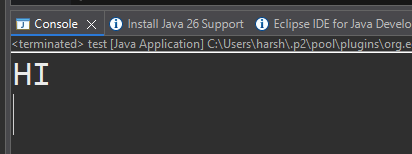 Console Install Java 26 Support Eclipse IDE for Java Develo
<terminated> test [Java Application] C:\Users\harsh\.p2\pool\plugins\org.e
HI